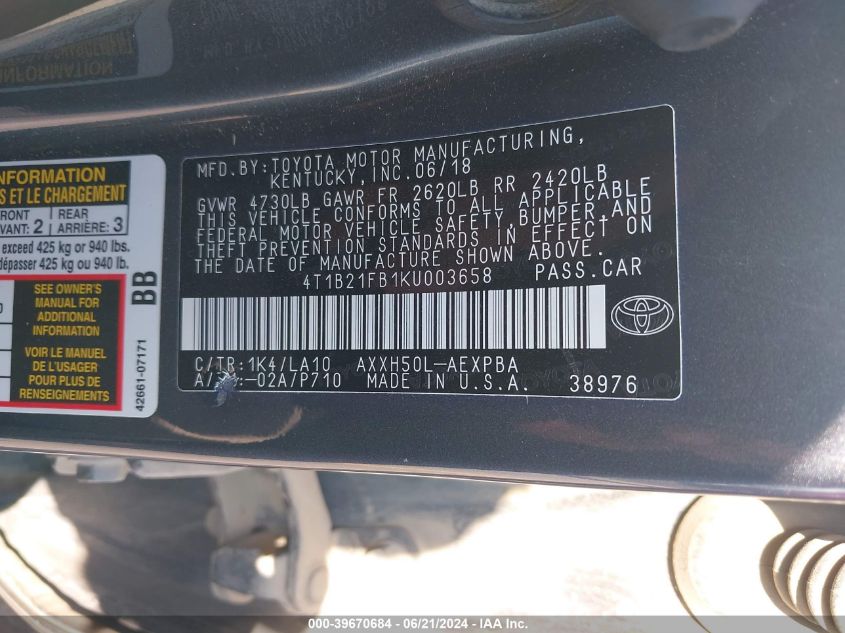 INFORMATION
NFORMATION
S ET LE CHARGEMENT
FRONT
VANT: 2
REAR
ARRIÈRE: 3
exceed 425 kg or 940 lbs.
dépasser 425 kg ou 940 lb.
SEE OWNER'S
MANUAL FOR
ADDITIONAL
INFORMATION
VOIR LE MANUEL
DE L'USAGER
POUR PLUS DE
RENSEIGNEMENTS
BB
42661-07171
MFD.BY:TOYOTA MOTOR MANUFACTURING,
KENTUCKY,INC.06/18
GVWR 4730LB GAWR FR 2620LB RR 2420LB
THIS VEHICLE CONFORMS TO ALL APPLICABLE
FEDERAL MOTOR VEHICLE SAFETY,BUMPER,AND
THEFT PREVENTION STANDARDS IN EFFECT ON
THE DATE OF MANUFACTURE SHOWN ABOVE.
4T1B21FB1KU003658 PASS.CAR
C/TR:1K4/LA10 AXXH50L-AEXPBA
-02A/P710 MADE IN U.S.A. 38976
000-39670684 - 06/21/2024 - IAA Inc.